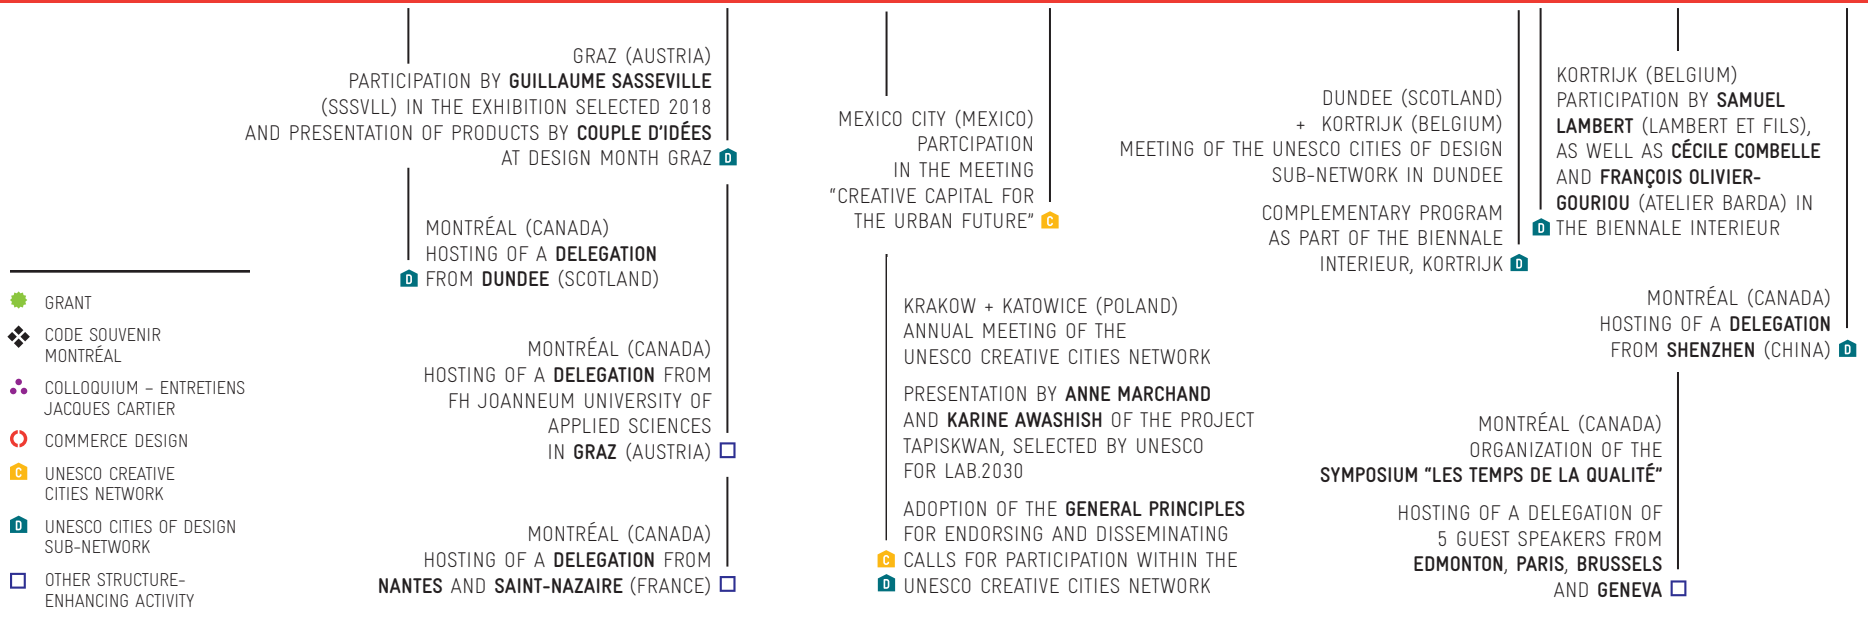 GRAZ (AUSTRIA)
PARTICIPATION BY GUILLAUME SASSEVILLE
(SSSVLL) IN THE EXHIBITION SELECTED 2018
AND PRESENTATION OF PRODUCTS BY COUPLE D'IDÉES
AT DESIGN MONTH GRAZ D
MONTRÉAL (CANADA)
HOSTING OF A DELEGATION
D FROM DUNDEE (SCOTLAND)
MONTRÉAL (CANADA)
HOSTING OF A DELEGATION FROM
FH JOANNEUM UNIVERSITY OF
APPLIED SCIENCES
IN GRAZ (AUSTRIA)
MONTRÉAL (CANADA)
HOSTING OF A DELEGATION FROM
NANTES AND SAINT-NAZAIRE (FRANCE)
GRANT
CODE SOUVENIR
MONTRÉAL
COLLOQUIUM – ENTRETIENS
JACQUES CARTIER
COMMERCE DESIGN
C UNESCO CREATIVE
CITIES NETWORK
D UNESCO CITIES OF DESIGN
SUB-NETWORK
OTHER STRUCTURE-
ENHANCING ACTIVITY
MEXICO CITY (MEXICO)
PARTCIPATION
IN THE MEETING
"CREATIVE CAPITAL FOR
THE URBAN FUTURE" C
KRAKOW + KATOWICE (POLAND)
ANNUAL MEETING OF THE
UNESCO CREATIVE CITIES NETWORK
PRESENTATION BY ANNE MARCHAND
AND KARINE AWASHISH OF THE PROJECT
TAPISKWAN, SELECTED BY UNESCO
FOR LAB.2030
ADOPTION OF THE GENERAL PRINCIPLES
FOR ENDORSING AND DISSEMINATING
C CALLS FOR PARTICIPATION WITHIN THE
D UNESCO CREATIVE CITIES NETWORK
DUNDEE (SCOTLAND)
+ KORTRIJK (BELGIUM)
MEETING OF THE UNESCO CITIES OF DESIGN
SUB-NETWORK IN DUNDEE
COMPLEMENTARY PROGRAM
AS PART OF THE BIENNALE
INTERIEUR, KORTRIJK D
KORTRIJK (BELGIUM)
PARTICIPATION BY SAMUEL
LAMBERT (LAMBERT ET FILS),
AS WELL AS CÉCILE COMBELLE
AND FRANÇOIS OLIVIER-
GOURIOU (ATELIER BARDA) IN
D THE BIENNALE INTERIEUR
MONTRÉAL (CANADA)
HOSTING OF A DELEGATION
FROM SHENZHEN (CHINA) D
MONTRÉAL (CANADA)
ORGANIZATION OF THE
SYMPOSIUM "LES TEMPS DE LA QUALITÉ"
HOSTING OF A DELEGATION OF
5 GUEST SPEAKERS FROM
EDMONTON, PARIS, BRUSSELS
AND GENEVA